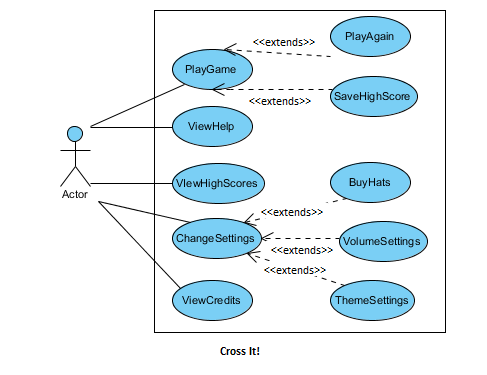 PlayAgain
<<extends>>
PlayGame
SaveHighScore
<<extends>>
ViewHelp
Actor
VIewHighScores
BuyHats
<<extends>>
ChangeSettings
VolumeSettings
<<extends>>
<<extends>>
ViewCredits
ThemeSettings
Cross It!